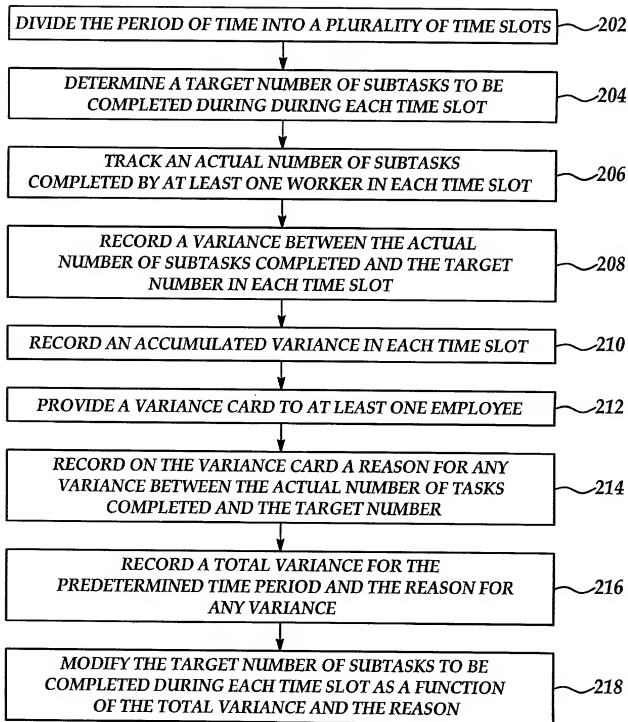 DIVIDE THE PERIOD OF TIME INTO A PLURALITY OF TIME SLOTS
202
DETERMINE A TARGET NUMBER OF SUBTASKS TO BE
COMPLETED DURING DURING EACH TIME SLOT
204
TRACK AN ACTUAL NUMBER OF SUBTASKS
COMPLETED BY AT LEAST ONE WORKER IN EACH TIME SLOT
206
RECORD A VARIANCE BETWEEN THE ACTUAL
NUMBER OF SUBTASKS COMPLETED AND THE TARGET
NUMBER IN EACH TIME SLOT
208
RECORD AN ACCUMULATED VARIANCE IN EACH TIME SLOT
210
PROVIDE A VARIANCE CARD TO AT LEAST ONE EMPLOYEE
212
RECORD ON THE VARIANCE CARD A REASON FOR ANY
VARIANCE BETWEEN THE ACTUAL NUMBER OF TASKS
COMPLETED AND THE TARGET NUMBER
214
RECORD A TOTAL VARIANCE FOR THE
PREDETERMINED TIME PERIOD AND THE REASON FOR
ANY VARIANCE
216
MODIFY THE TARGET NUMBER OF SUBTASKS TO BE
COMPLETED DURING EACH TIME SLOT AS A FUNCTION
OF THE TOTAL VARIANCE AND THE REASON
218